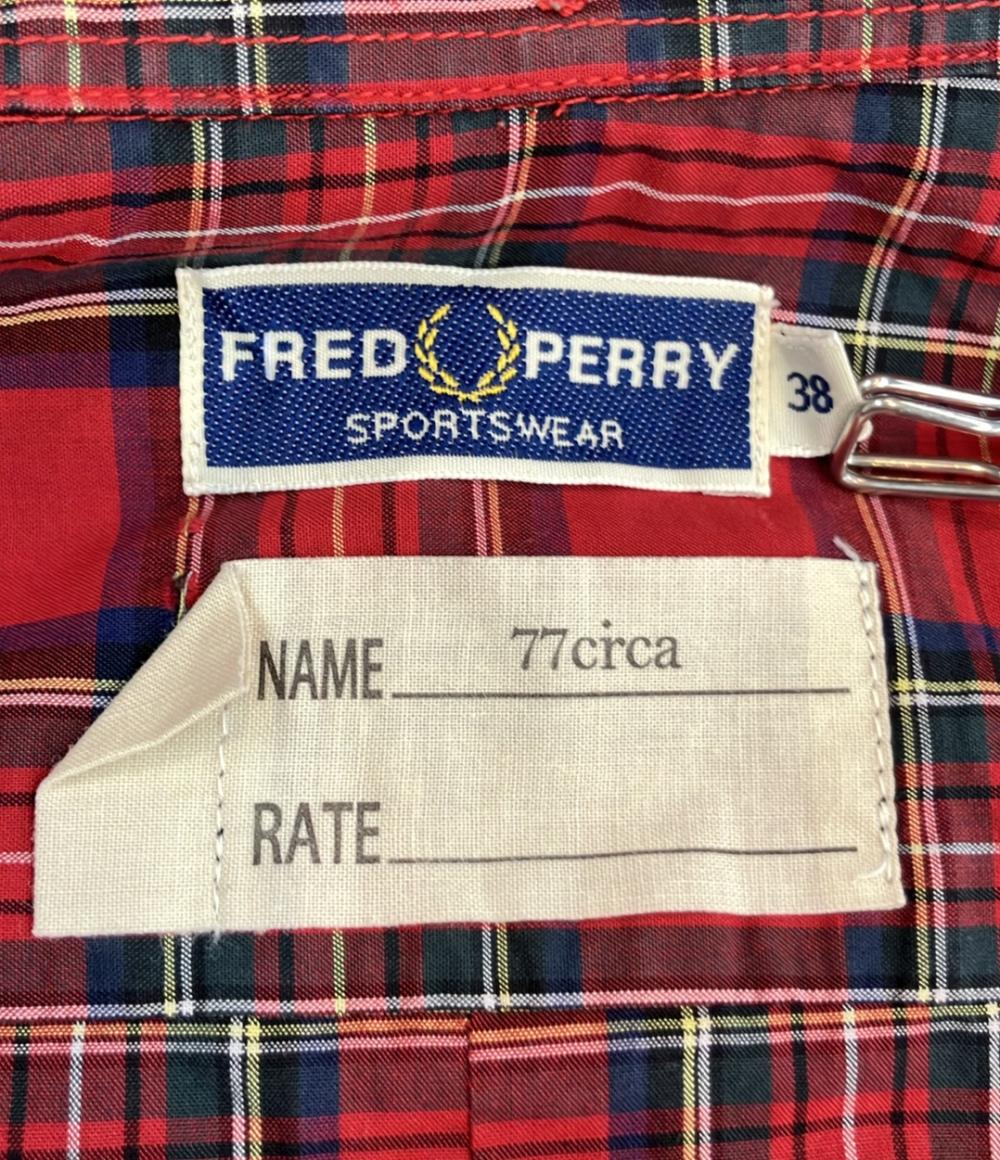 FRED PERRY
SPORTSWEAR
38
NAME 77circa
RATE